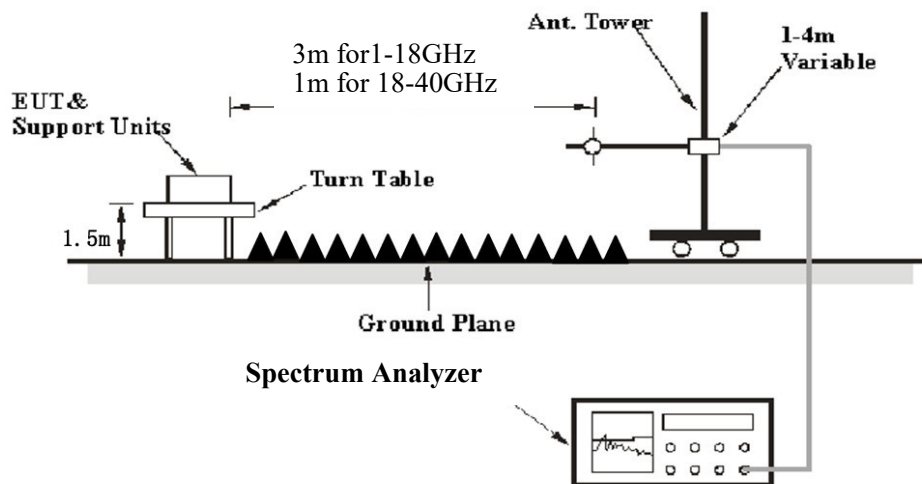 Ant. Tower
1-4m
Variable
3m for1-18GHz
1m for 18-40GHz
EUT&
Support Units
Turn Table
1.5m
Ground Plane
Spectrum Analyzer